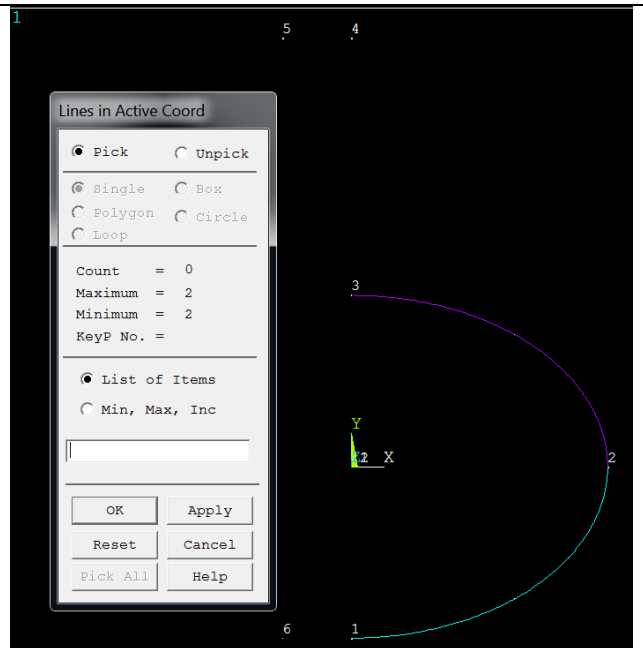 1
5 4
Lines in Active Coord
Pick Unpick
Single Box
Polygon Circle
Loop
Count = 0
Maximum = 2
Minimum = 2
KeyP No. =
List of Items
Min, Max, Inc
OK Apply
Reset Cancel
Pick All Help
3
Y
X
2
6 1